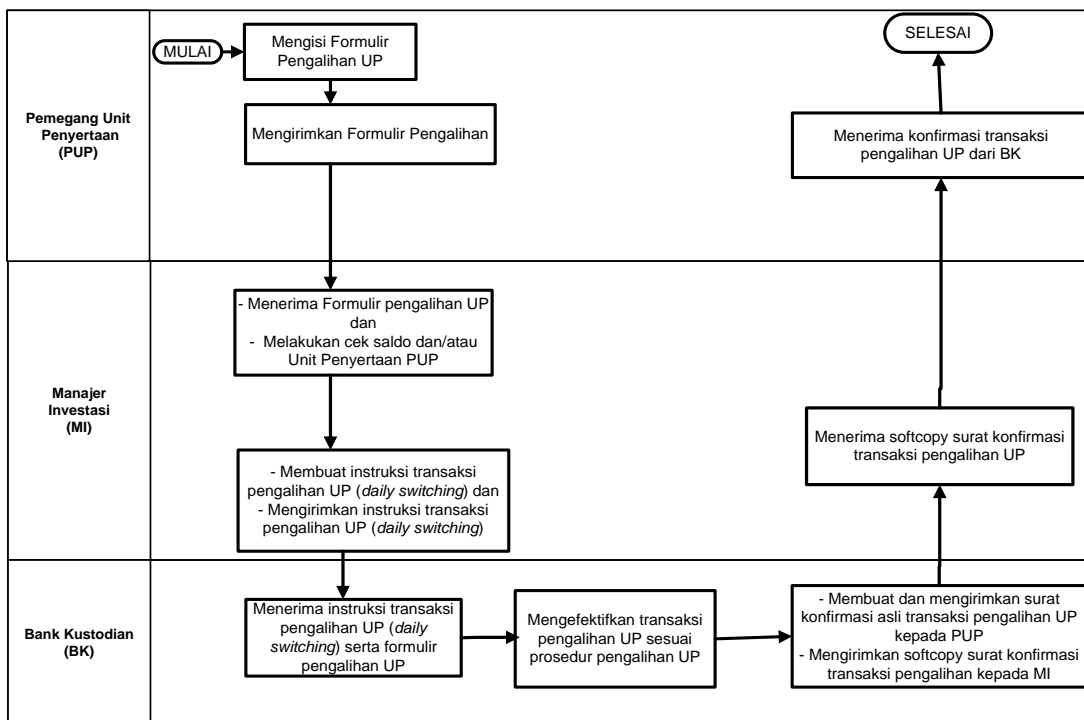 MULAI
Mengisi Formulir
Pengalihan UP
SELESAI
Pemegang Unit
Penyertaan
(PUP)
Mengirimkan Formulir Pengalihan
Menerima konfirmasi transaksi
pengalihan UP dari BK
Manajer
Investasi
(MI)
- Menerima Formulir pengalihan UP
dan
- Melakukan cek saldo dan/atau
Unit Penyertaan PUP
- Membuat instruksi transaksi
pengalihan UP (daily switching) dan
- Mengirimkan instruksi transaksi
pengalihan UP (daily switching)
Menerima softcopy surat konfirmasi
transaksi pengalihan UP
Bank Kustodian
(BK)
Menerima instruksi transaksi
pengalihan UP (daily
switching) serta formulir
pengalihan UP
Mengefektifkan transaksi
pengalihan UP sesuai
prosedur pengalihan UP
- Membuat dan mengirimkan surat
konfirmasi asli transaksi pengalihan UP
kepada PUP
- Mengirimkan softcopy surat konfirmasi
transaksi pengalihan kepada MI